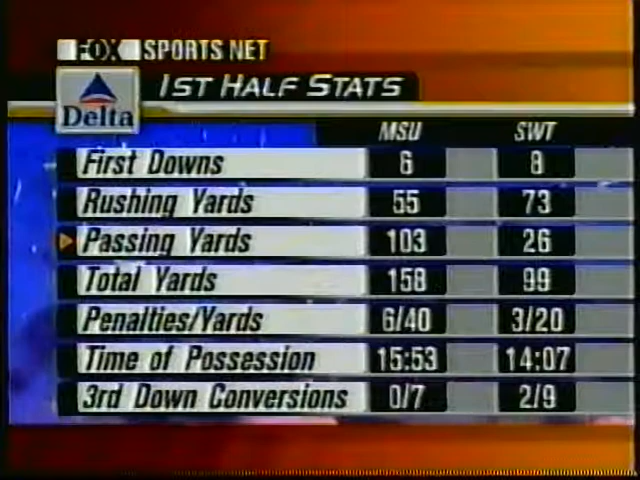 FOX SPORTS NET
1ST HALF STATS
Delta
MSU SWT
First Downs 6 8
Rushing Yards 55 73
Passing Yards 103 26
Total Yards 158 99
Penalties/Yards 6/40 3/20
Time of Possession 15:53 14:07
3rd Down Conversions 0/7 2/9